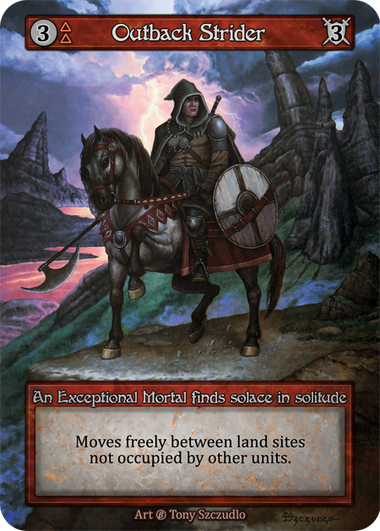 3 Outback Strider 3
An Exceptional Mortal finds solace in solitude
Moves freely between land sites
not occupied by other units.
Art @ Tony Szczudlo